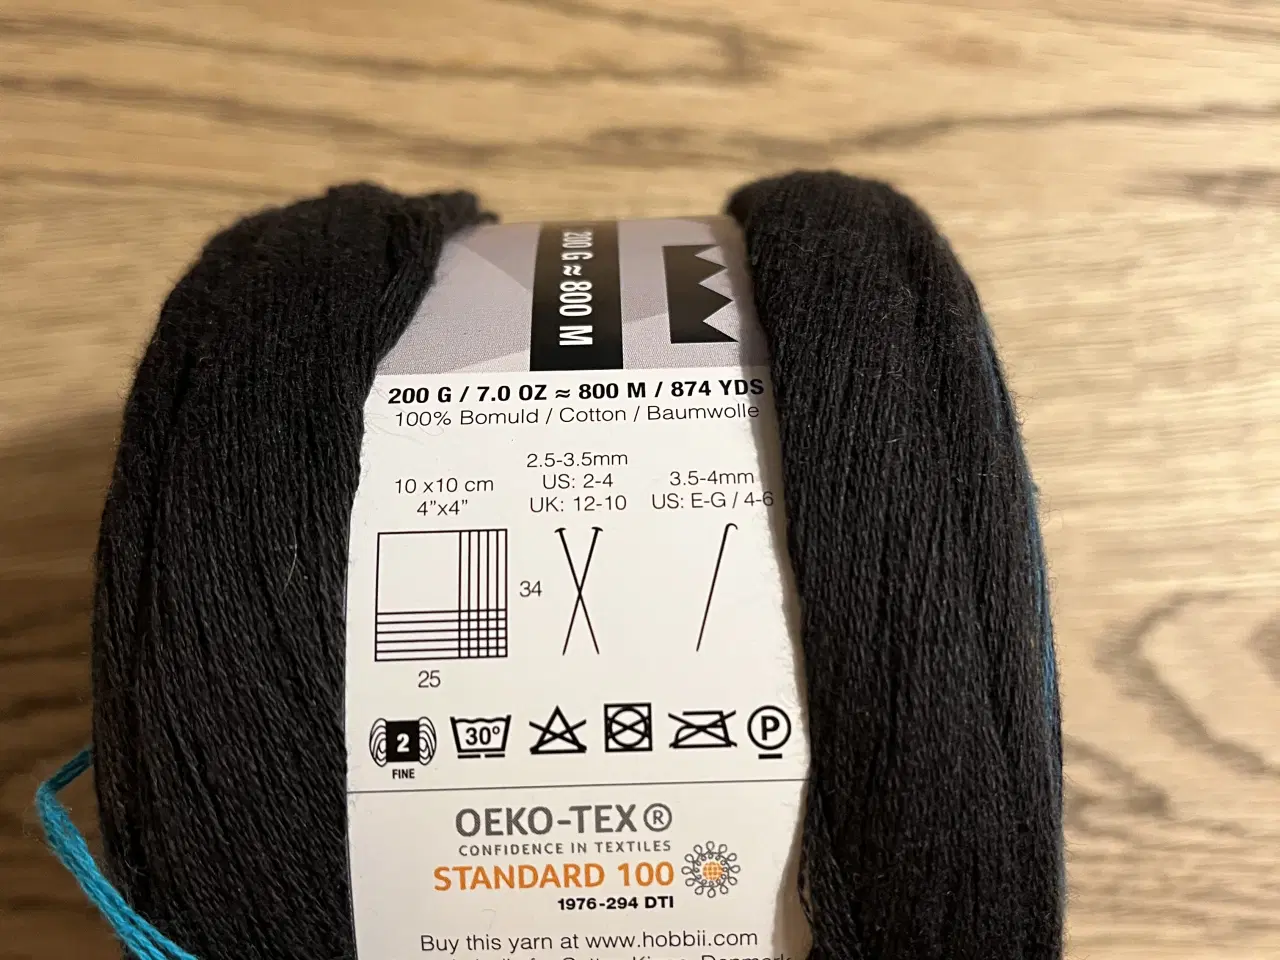 200 G ≈ 800 M
200 G / 7.0 OZ ≈ 800 M / 874 YDS
100% Bomuld / Cotton / Baumwolle
10 x10 cm
4”x4”
2.5-3.5mm
US: 2-4
UK: 12-10
3.5-4mm
US: E-G / 4-6
34
25
2
FINE
30°
P
OEKO-TEX®
CONFIDENCE IN TEXTILES
STANDARD 100
1976-294 DTI
Buy this yarn at www.hobbii.com